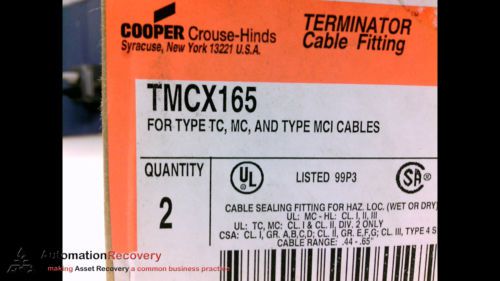 COOPER Crouse-Hinds
Syracuse, New York 13221 U.S.A.
TERMINATOR
Cable Fitting
TMCX165
FOR TYPE TC, MC, AND TYPE MCI CABLES
QUANTITY
2
UL
LISTED 99P3
SA
CABLE SEALING FITTING FOR HAZ. LOC. (WET OR DRY)
UL: MC - HL: CL. I, II, III
UL: TC, MC: CL. I & CL. II, DIV. 2 ONLY
CSA: CL. I, GR. A,B,C,D; CL. II, GR. E,F,G; CL. III, TYPE 4 S
CABLE RANGE: .44-.65"
AutomationRecovery
making Asset Recovery a common business practice